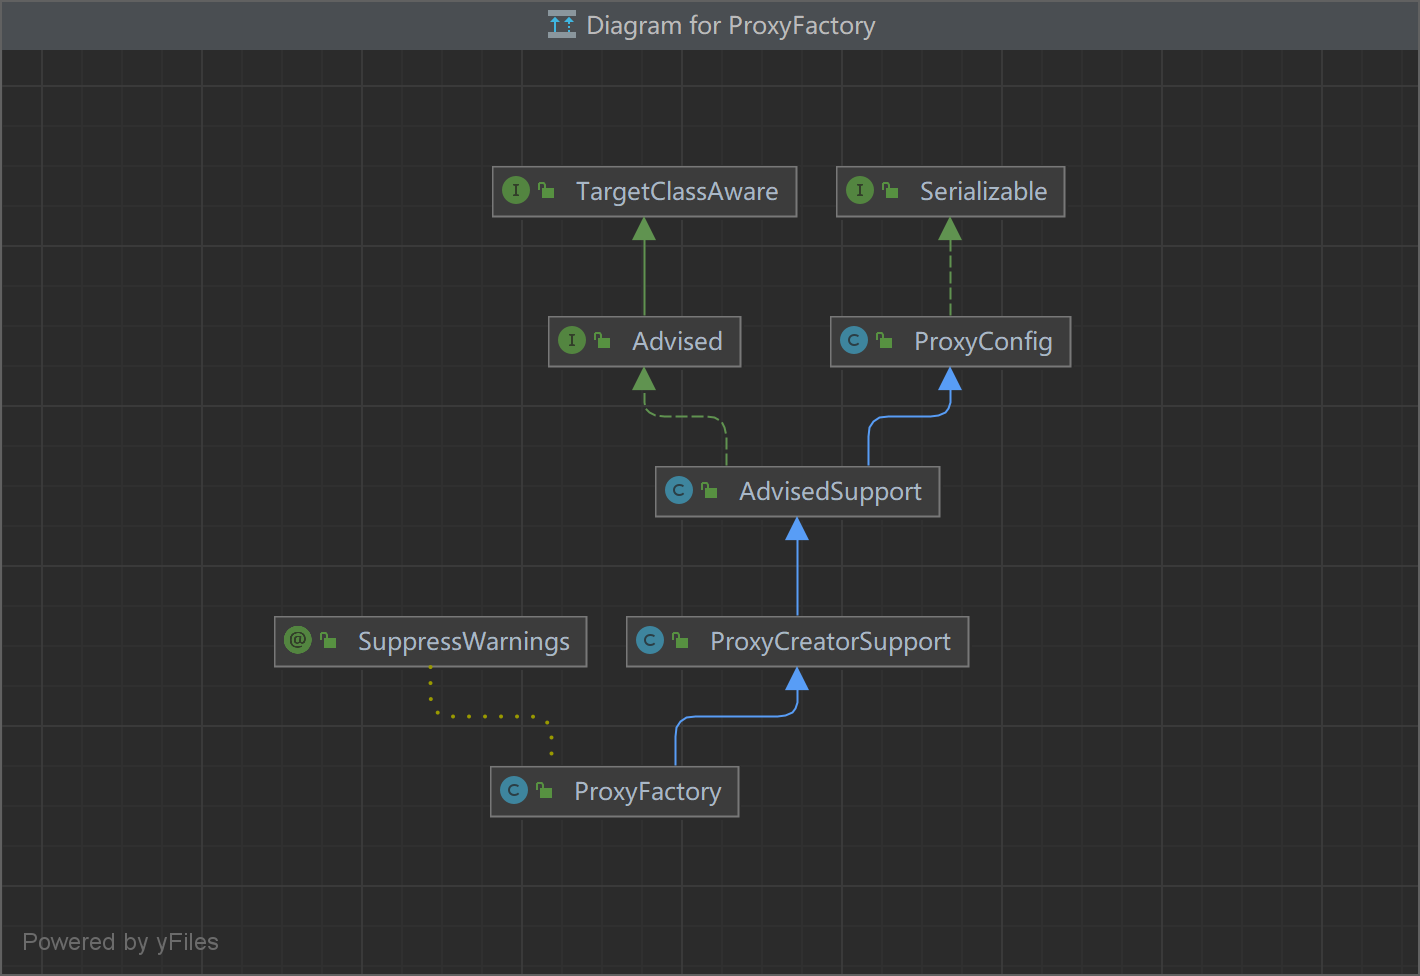 Diagram for ProxyFactory
I TargetClassAware
I Serializable
I Advised
C ProxyConfig
C AdvisedSupport
@ SuppressWarnings
C ProxyCreatorSupport
C ProxyFactory
Powered by yFiles